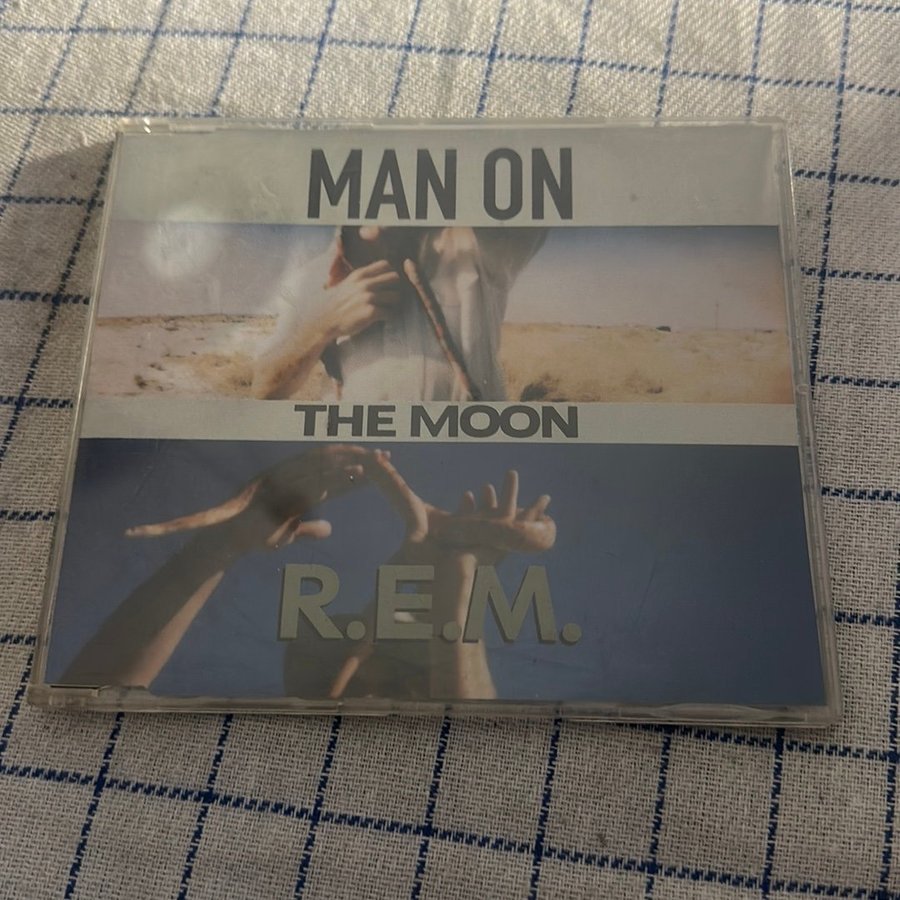 MAN ON
THE MOON
R.E.M.